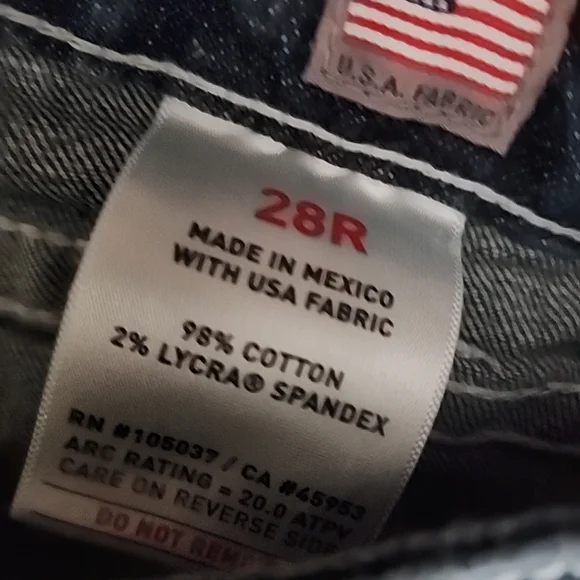 U.S.A. FABRIC
28R
MADE IN MEXICO
WITH USA FABRIC
98% COTTON
2% LYCRA® SPANDEX
RN #105037 / CA #45953
ARC RATING = 20.0 ATPV
CARE ON REVERSE SIDE
DO NOT